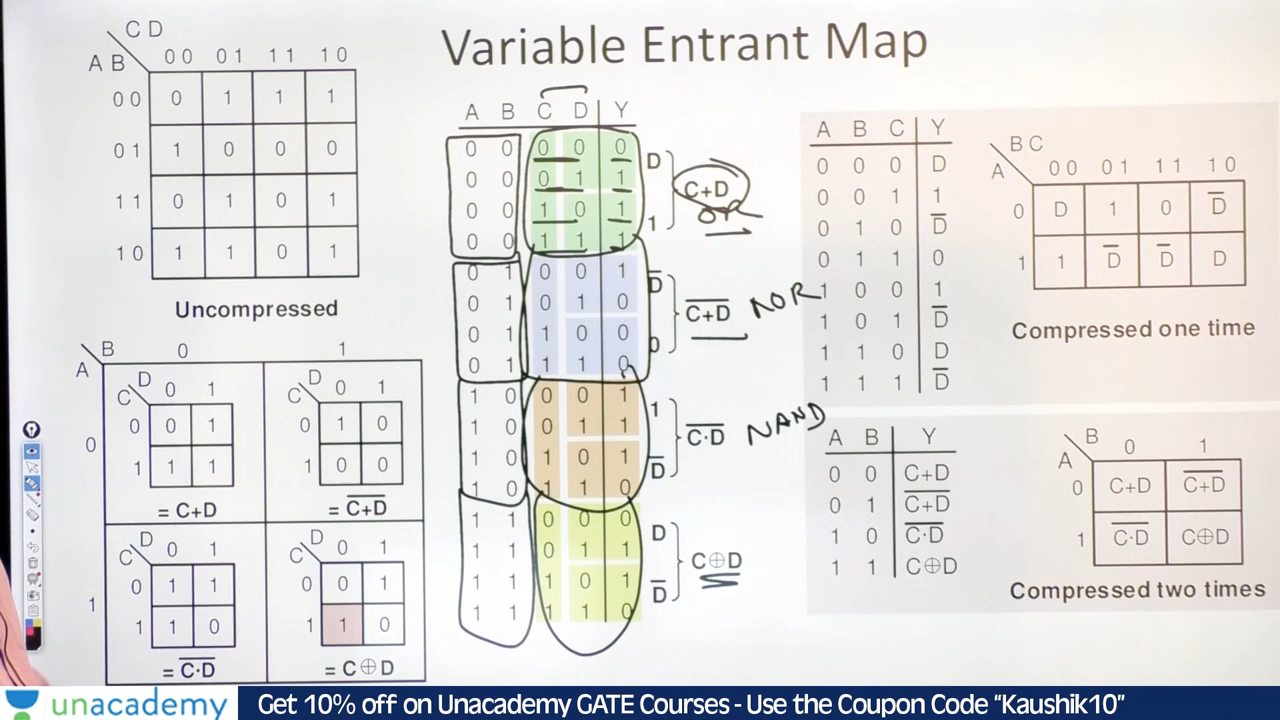 Variable Entrant Map
C D
A B
00 01 11 10
00 0 1 1 1
01 1 0 0 0
11 0 1 0 1
10 1 1 0 1
Uncompressed
B 0 1
A
D 0 1
C
0 0 1
1 1 1
= C+D
D 0 1
C
0 1 0
1 0 0
= C̅+̅D̅
0
D 0 1
C
0 1 1
1 1 0
= C̅·̅D̅
D 0 1
C
0 0 1
1 1 0
= C⊕D
1
A B C D Y
0 0 0 0 0
0 0 0 1 1
0 0 1 0 1
0 0 1 1 1
0 1 0 0 1
0 1 0 1 0
0 1 1 0 0
0 1 1 1 0
1 0 0 0 1
1 0 0 1 1
1 0 1 0 1
1 0 1 1 0
1 1 0 0 0
1 1 0 1 1
1 1 1 0 1
1 1 1 1 0
D
1
C+D
OR
D̅
0
C̅+̅D̅ NOR
1
D̅
C̅·̅D̅ NAND
D
D̅
C⊕D
A B C Y
0 0 0 D
0 0 1 1
0 1 0 D̅
0 1 1 0
1 0 0 1
1 0 1 D̅
1 1 0 D
1 1 1 D̅
B C
A 00 01 11 10
0 D 1 0 D̅
1 1 D̅ D̅ D
Compressed one time
A B Y
0 0 C+D
0 1 C̅+̅D̅
1 0 C̅·̅D̅
1 1 C⊕D
B 0 1
A
0 C+D C̅+̅D̅
1 C̅·̅D̅ C⊕D
Compressed two times
unacademy
Get 10% off on Unacademy GATE Courses - Use the Coupon Code “Kaushik10”